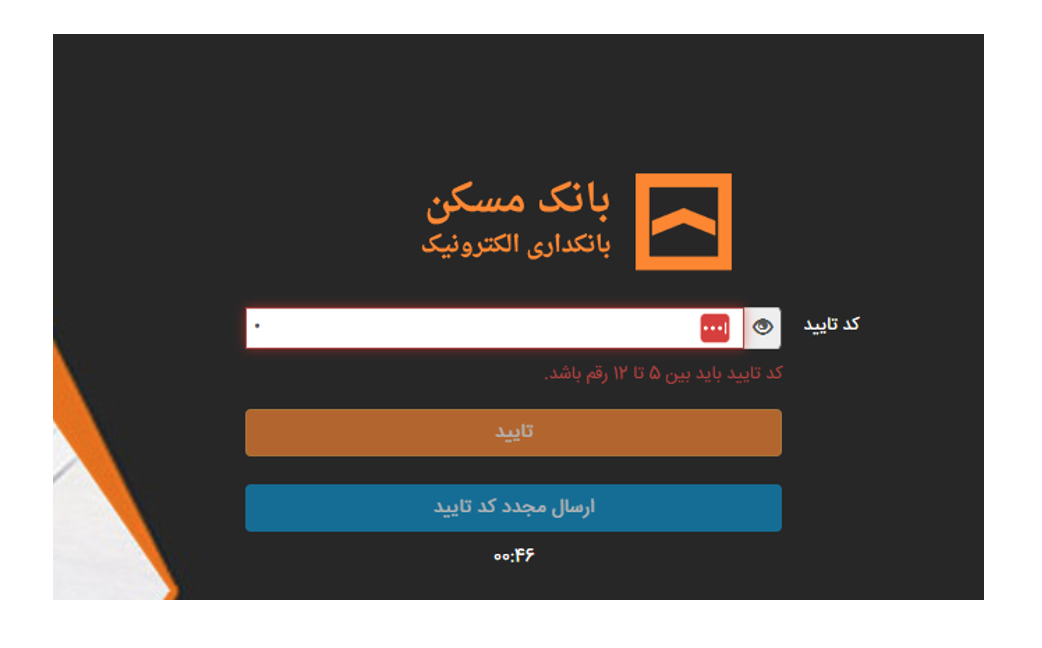 بانک مسکن
بانکداری الکترونیک
کد تایید
کد تایید باید بین ۵ تا ۱۲ رقم باشد.
تایید
ارسال مجدد کد تایید
۰۰:۴۶